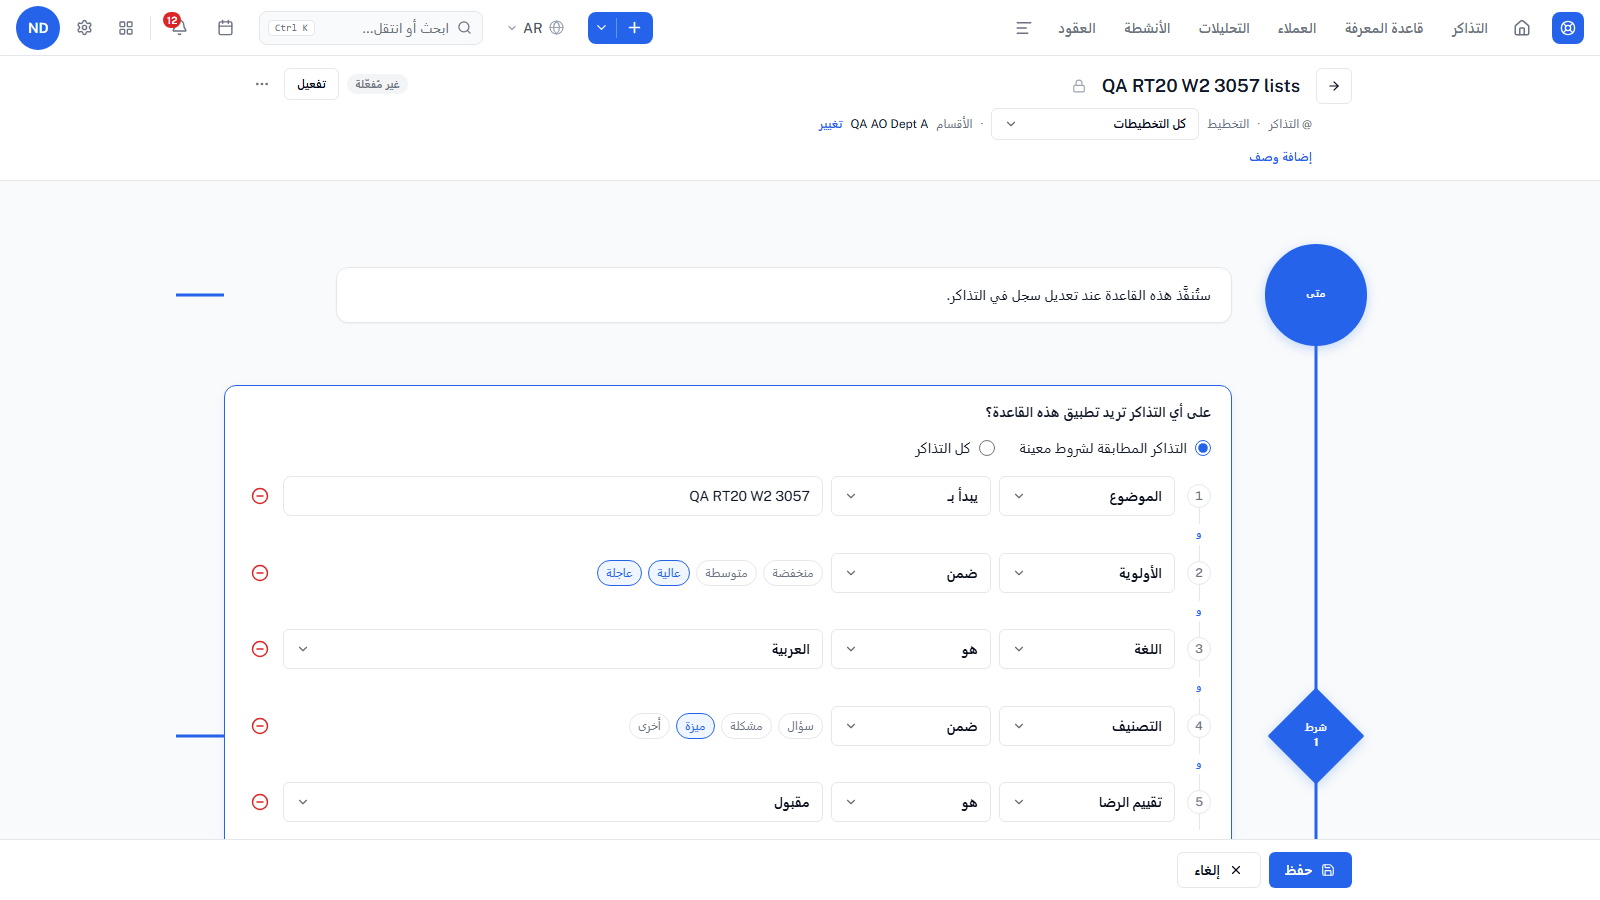 التذاكر قاعدة المعرفة العملاء التحليلات الأنشطة العقود
AR
ابحث أو انتقل... Ctrl K
12
ND
QA RT20 W2 3057 lists
غير مُفعّلة تفعيل
@ التذاكر · التخطيط كل التخطيطات · الأقسام QA AO Dept A تغيير
إضافة وصف
متى
ستُنفَّذ هذه القاعدة عند تعديل سجل في التذاكر.
على أي التذاكر تريد تطبيق هذه القاعدة؟
التذاكر المطابقة لشروط معينة كل التذاكر
1 الموضوع يبدأ بـ QA RT20 W2 3057
و
2 الأولوية ضمن منخفضة متوسطة عالية عاجلة
و
3 اللغة هو العربية
و
شرط
1
4 التصنيف ضمن سؤال مشكلة ميزة أخرى
و
5 تقييم الرضا هو مقبول
حفظ إلغاء